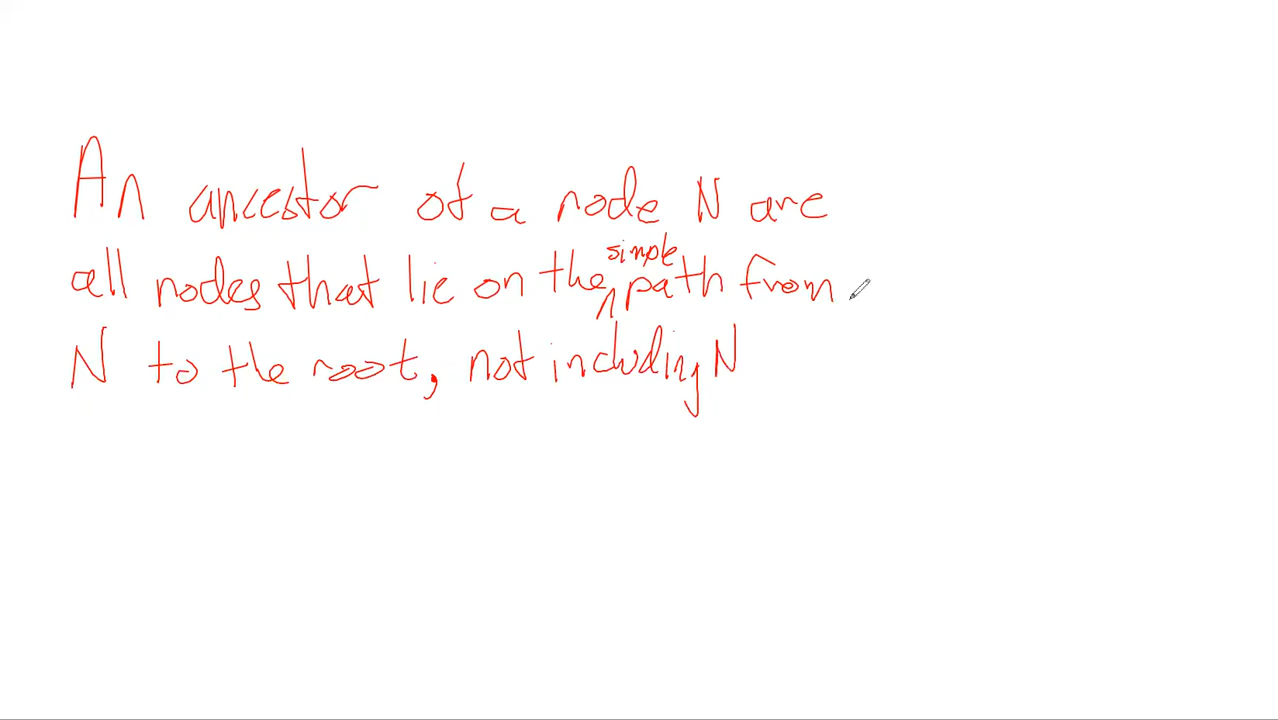 An ancestor of a node N are
all nodes that lie on the simple path from
N to the root, not including N